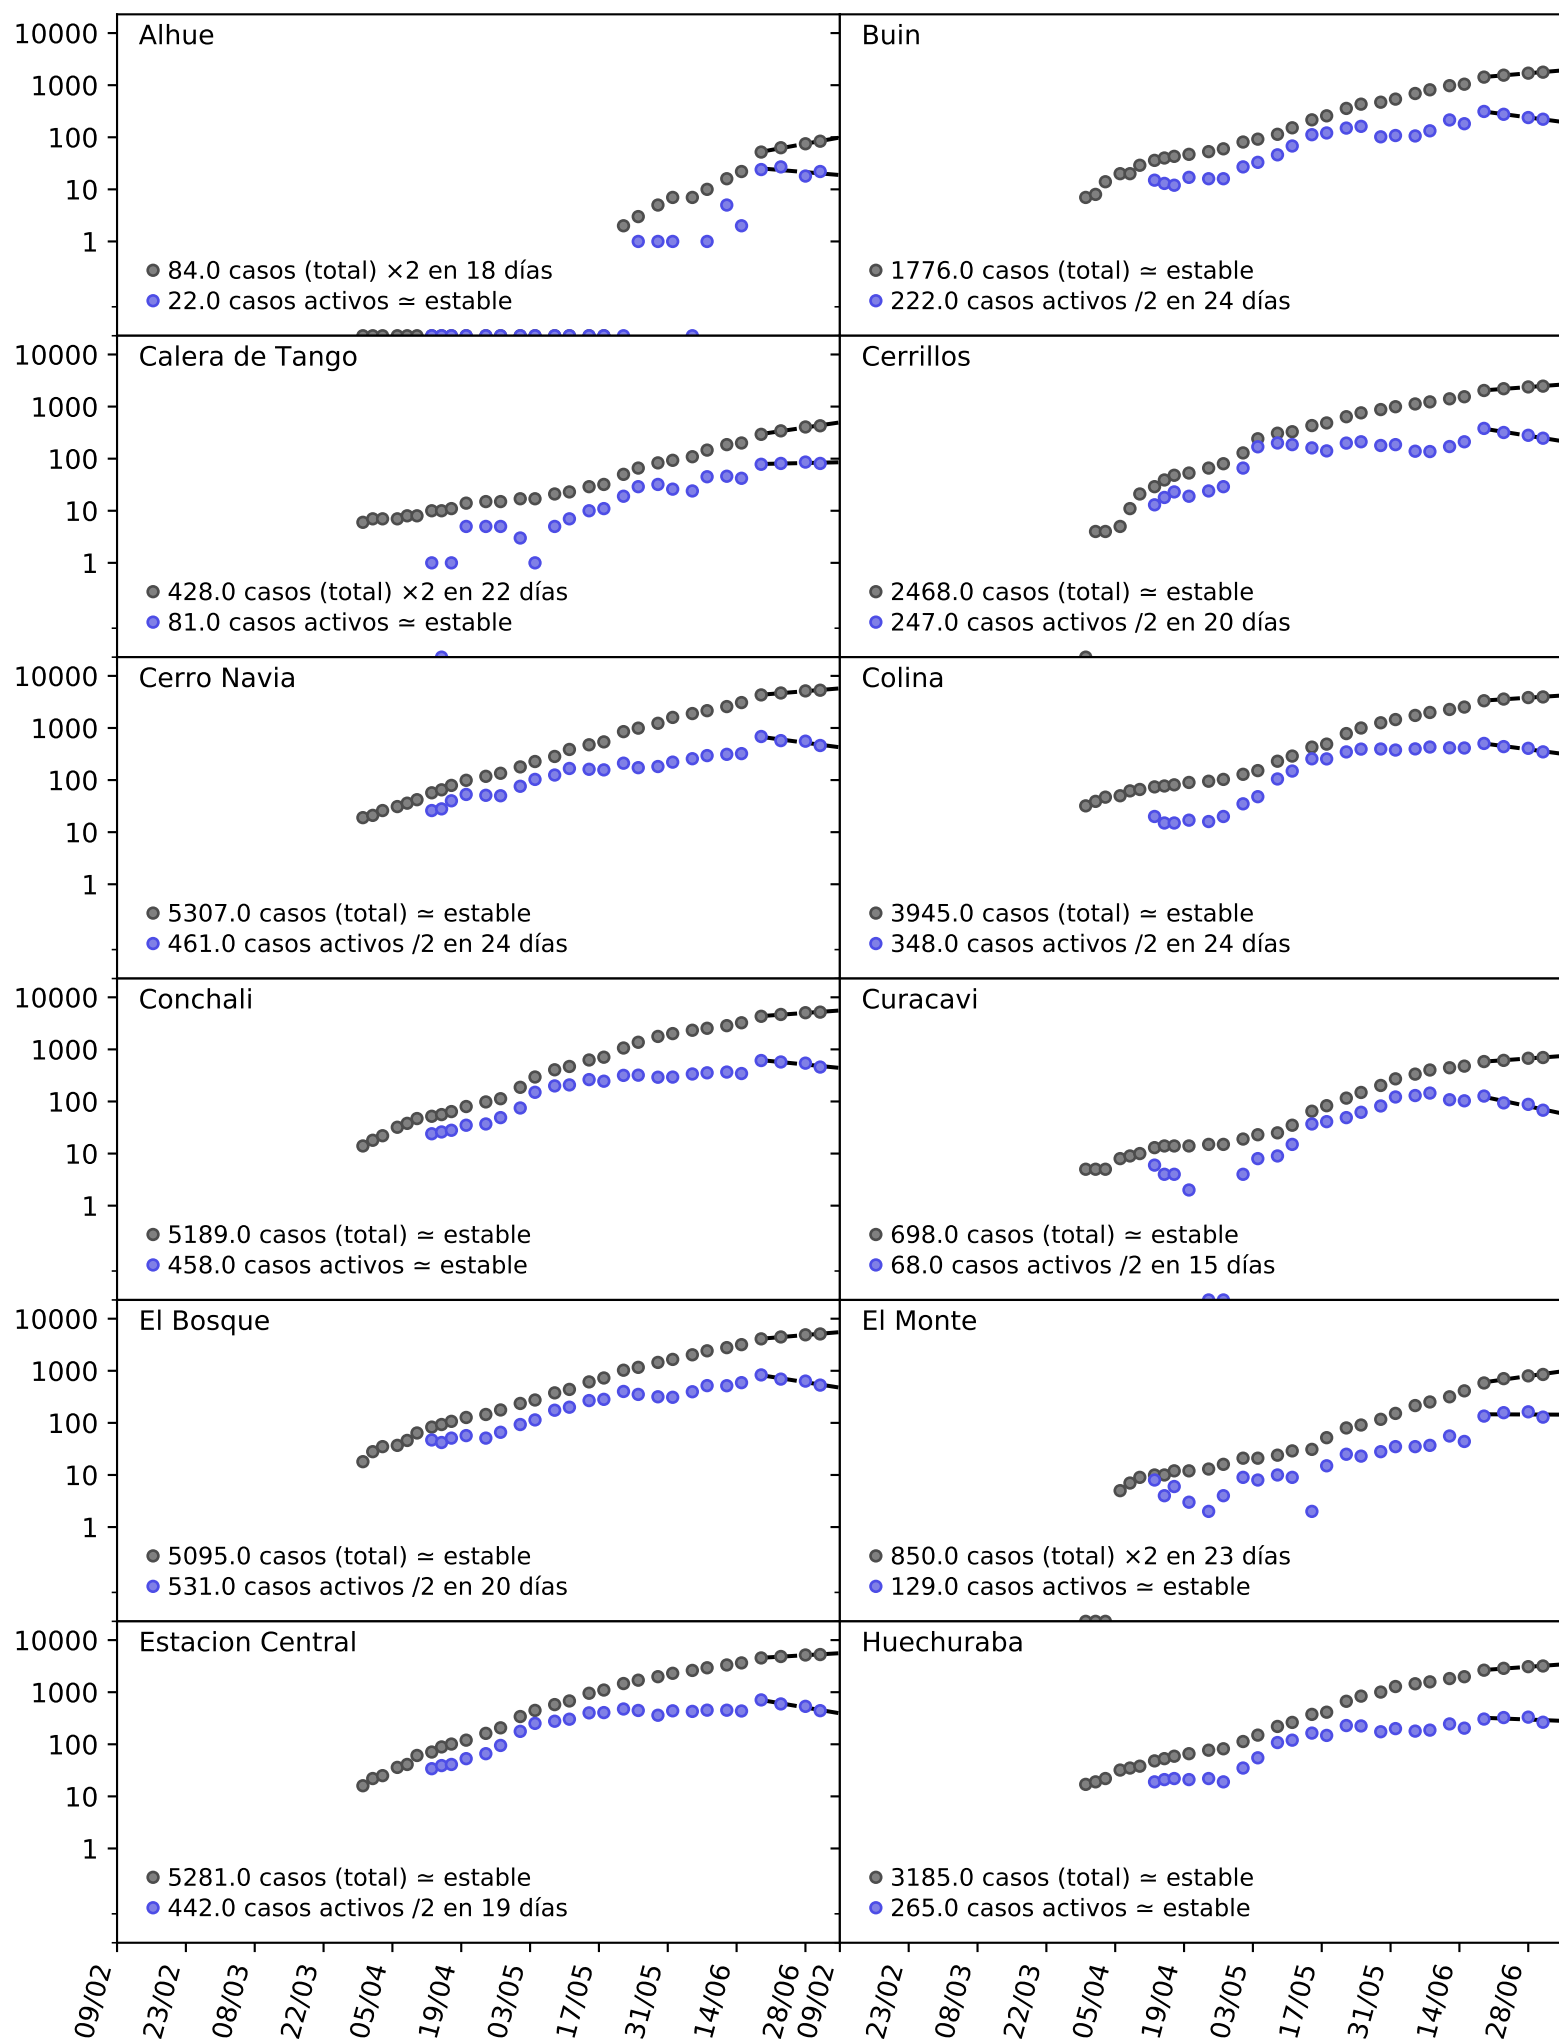 10000
1000
100
10
1
Alhue
84.0 casos (total) ×2 en 18 días
22.0 casos activos ≃ estable
Buin
1776.0 casos (total) ≃ estable
222.0 casos activos /2 en 24 días
10000
1000
100
10
1
Calera de Tango
428.0 casos (total) ×2 en 22 días
81.0 casos activos ≃ estable
Cerrillos
2468.0 casos (total) ≃ estable
247.0 casos activos /2 en 20 días
10000
1000
100
10
1
Cerro Navia
5307.0 casos (total) ≃ estable
461.0 casos activos /2 en 24 días
Colina
3945.0 casos (total) ≃ estable
348.0 casos activos /2 en 24 días
10000
1000
100
10
1
Conchali
5189.0 casos (total) ≃ estable
458.0 casos activos ≃ estable
Curacavi
698.0 casos (total) ≃ estable
68.0 casos activos /2 en 15 días
10000
1000
100
10
1
El Bosque
5095.0 casos (total) ≃ estable
531.0 casos activos /2 en 20 días
El Monte
850.0 casos (total) ×2 en 23 días
129.0 casos activos ≃ estable
10000
1000
100
10
1
Estacion Central
5281.0 casos (total) ≃ estable
442.0 casos activos /2 en 19 días
Huechuraba
3185.0 casos (total) ≃ estable
265.0 casos activos ≃ estable
09/02
23/02
08/03
22/03
05/04
19/04
03/05
17/05
31/05
14/06
28/06
09/02
23/02
08/03
22/03
05/04
19/04
03/05
17/05
31/05
14/06
28/06